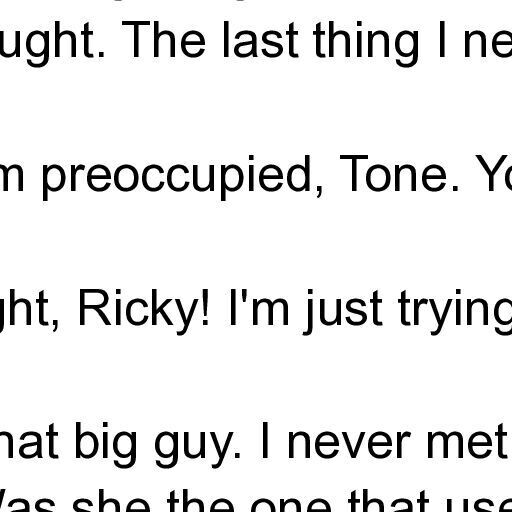 ught. The last thing I ne
m preoccupied, Tone. Yo
ght, Ricky! I'm just trying
hat big guy. I never met
Was she the one that use